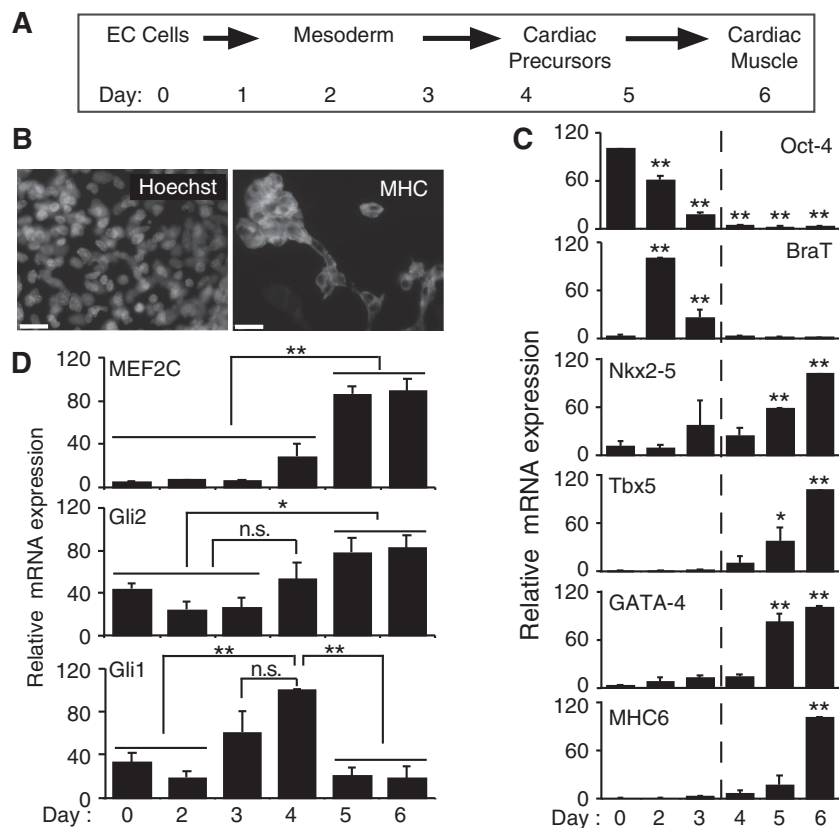 A
EC Cells Mesoderm Cardiac Precursors Cardiac Muscle
Day: 0 1 2 3 4 5 6
B
Hoechst
MHC
C
Relative mRNA expression
120
60
0
Oct-4
** ** ** ** **
120
60
0
BraT
** **
120
60
0
Nkx2-5
** **
120
60
0
Tbx5
* **
120
60
0
GATA-4
** **
120
60
0
MHC6
**
Day : 0 2 3 4 5 6
D
Relative mRNA expression
120
80
40
0
MEF2C
**
120
80
40
0
Gli2
*
n.s.
120
80
40
0
Gli1
** **
n.s.
Day : 0 2 3 4 5 6